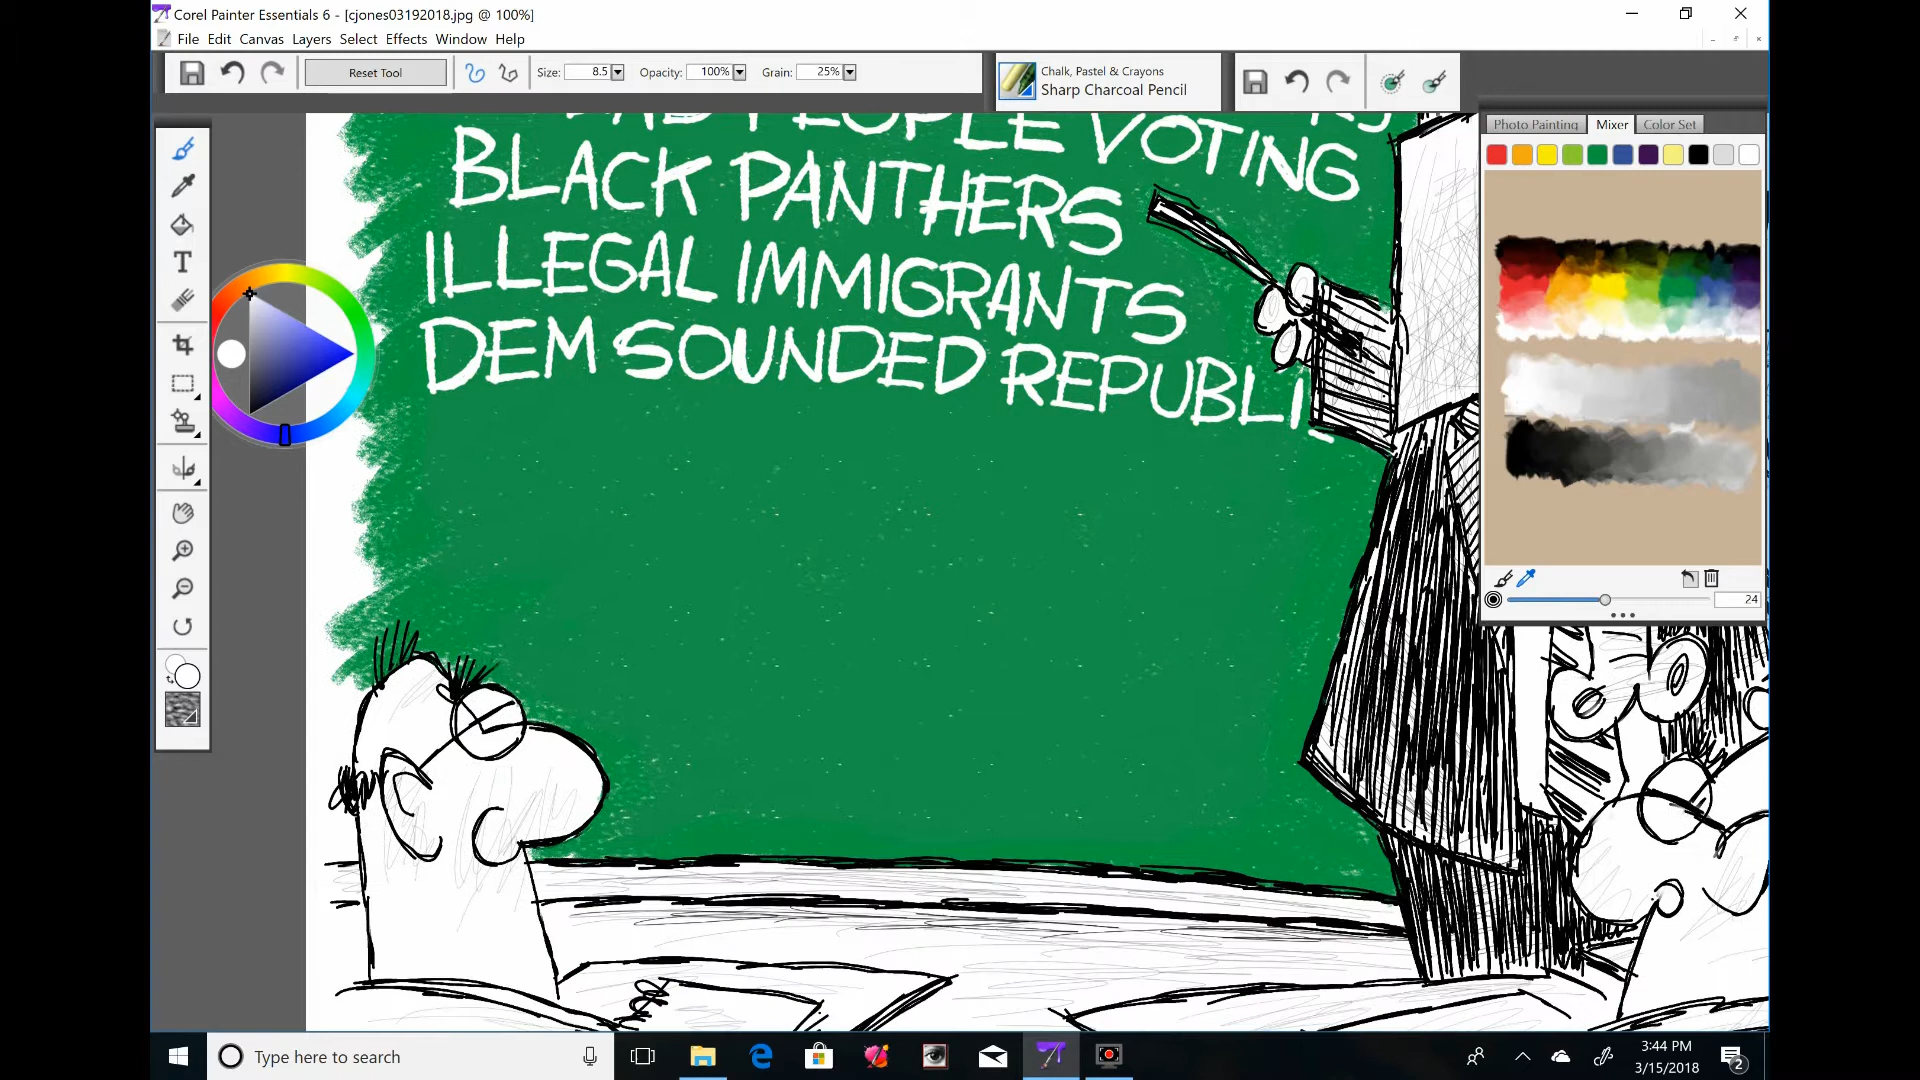 Corel Painter Essentials 6 - [cjones03192018.jpg @ 100%]
File Edit Canvas Layers Select Effects Window Help
Reset Tool Size: 8.5 Opacity: 100% Grain: 25%
Chalk, Pastel & Crayons
Sharp Charcoal Pencil
Photo Painting Mixer Color Set
PEOPLE VOTING
BLACK PANTHERS
ILLEGAL IMMIGRANTS
DEM SOUNDED REPUBLI
T
24
Type here to search
3:44 PM
3/15/2018
2